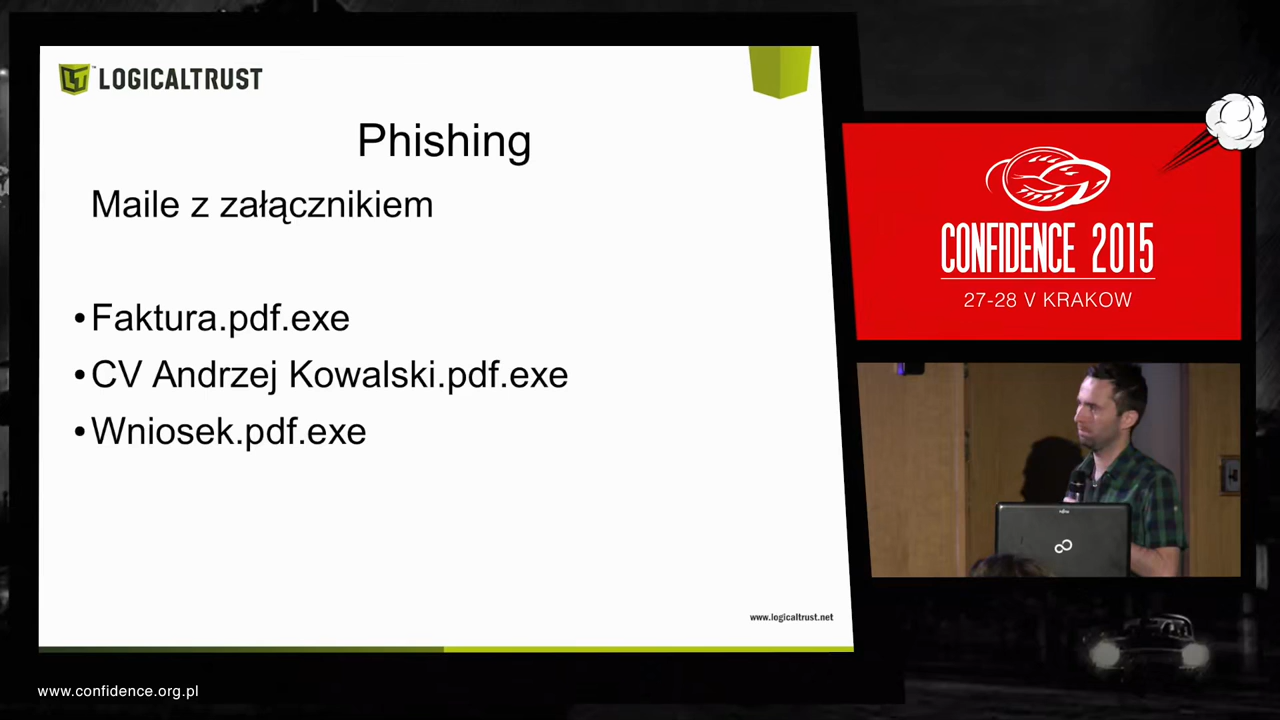 LOGICALTRUST
Phishing
Maile z załącznikiem
•Faktura.pdf.exe
•CV Andrzej Kowalski.pdf.exe
•Wniosek.pdf.exe
www.logicaltrust.net
CONFIDENCE 2015
27-28 V KRAKOW
www.confidence.org.pl